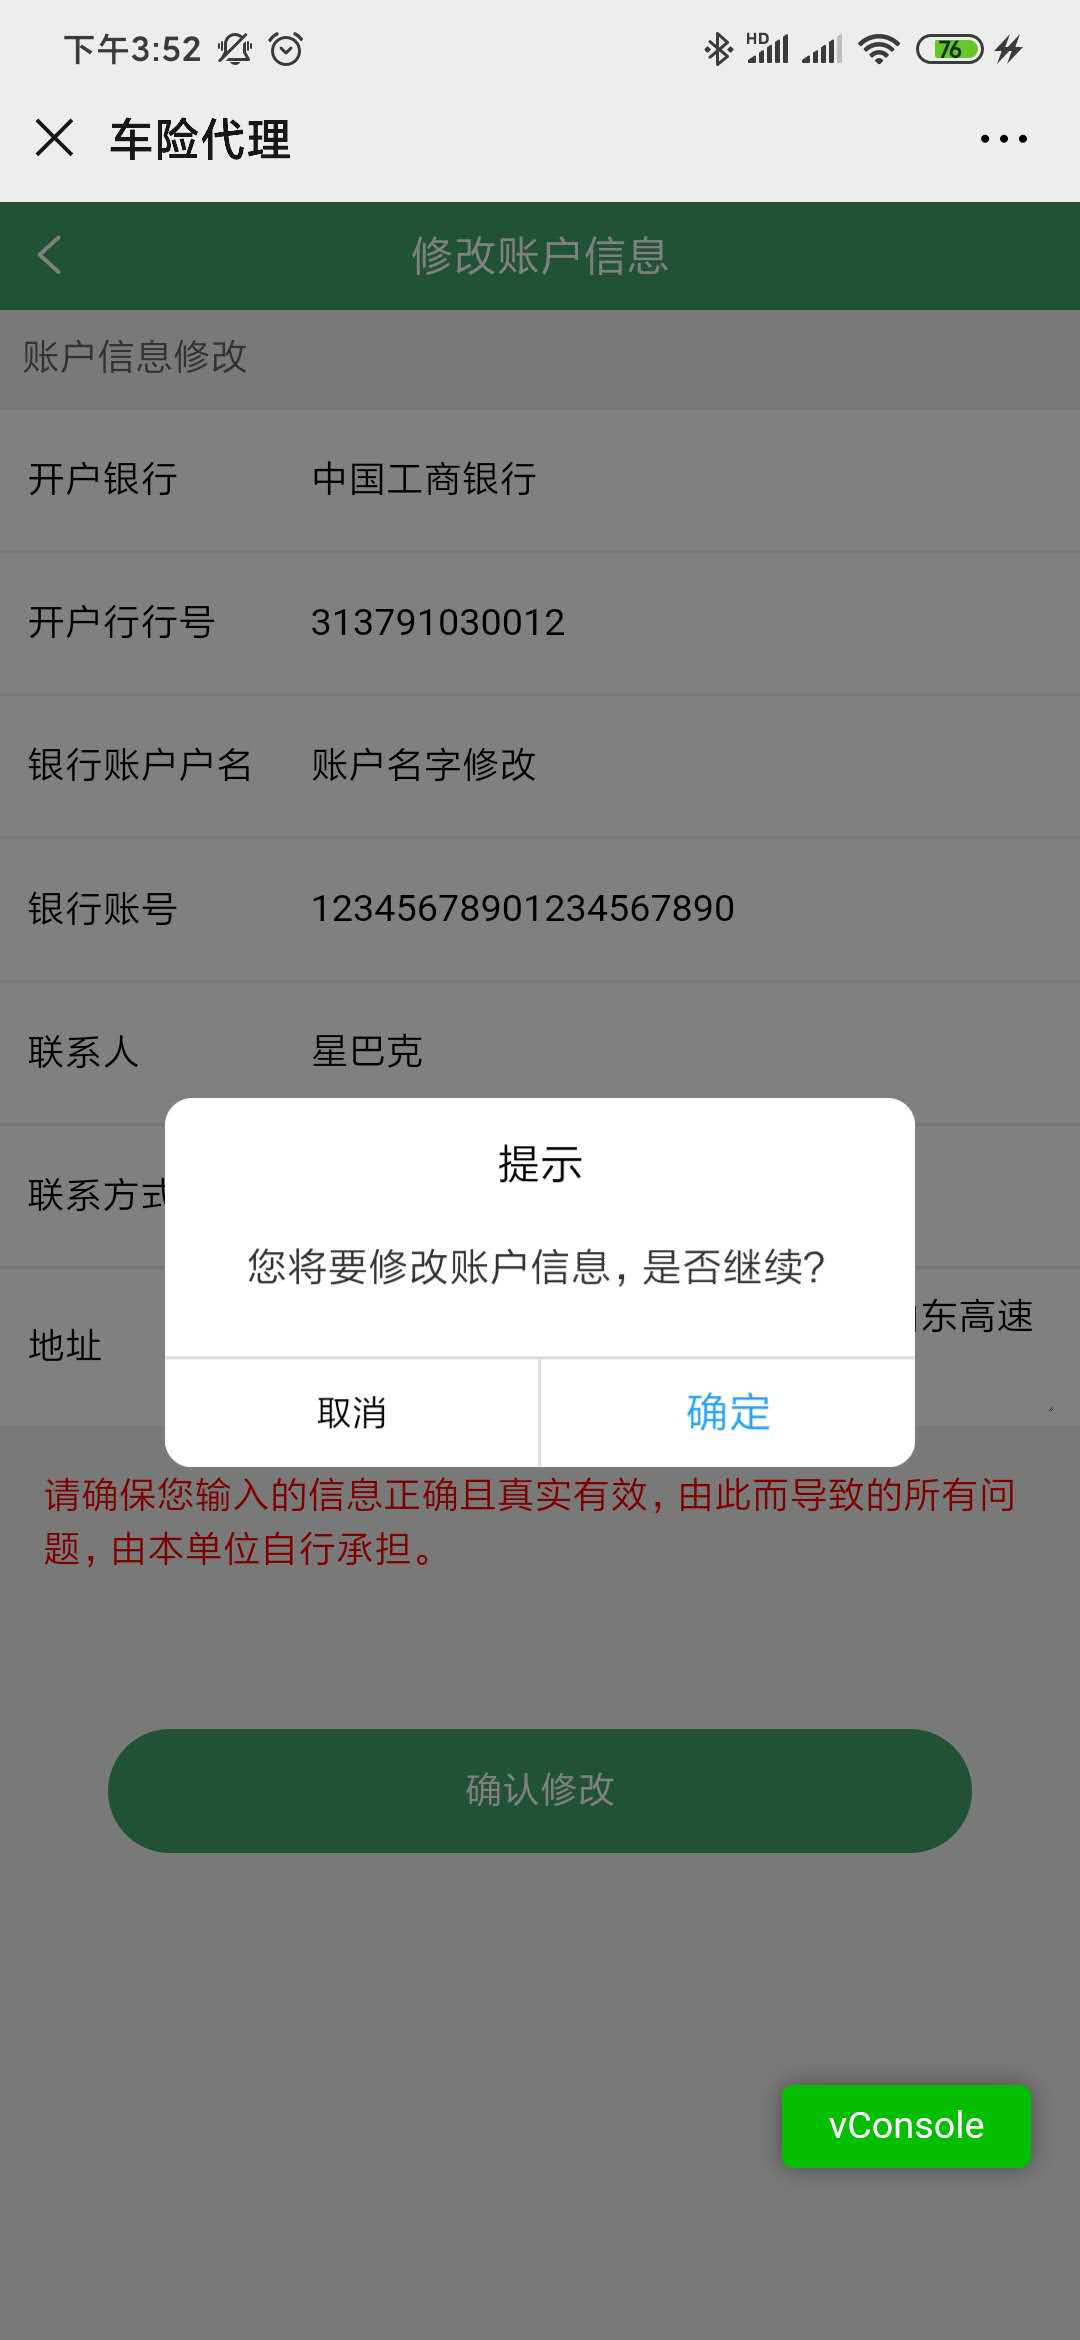 下午3:52
HD
76
车险代理
修改账户信息
账户信息修改
开户银行 中国工商银行
开户行行号 313791030012
银行账户户名 账户名字修改
银行账号 12345678901234567890
联系人 星巴克
提示
联系方式
您将要修改账户信息，是否继续?
东高速
地址
取消 确定
请确保您输入的信息正确且真实有效，由此而导致的所有问
题，由本单位自行承担。
确认修改
vConsole